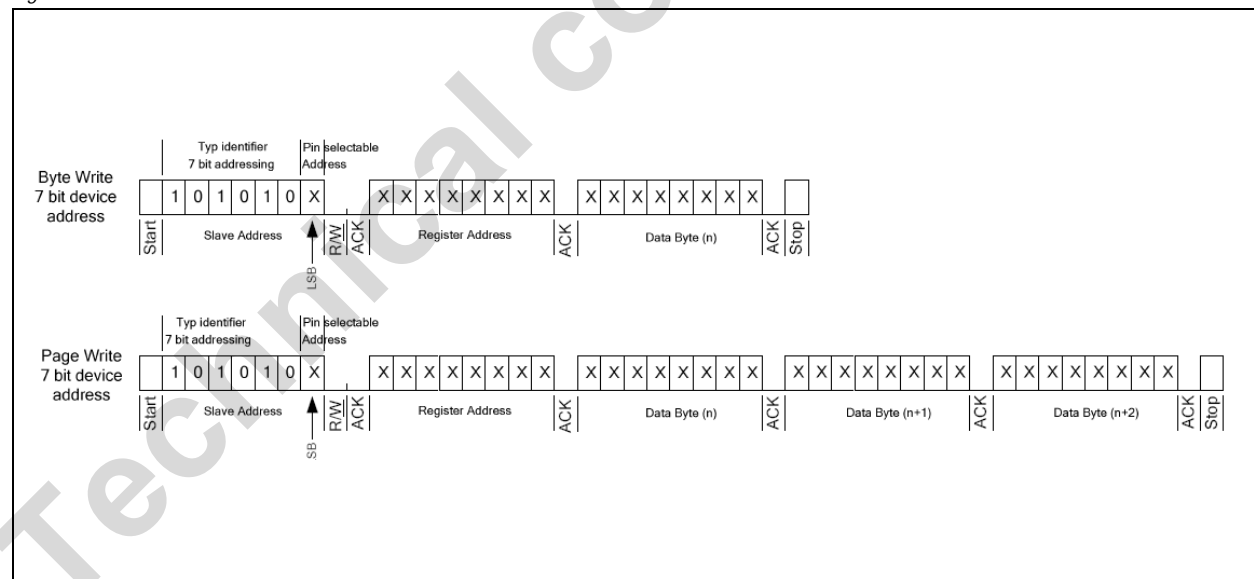 Technical co
Typ identifier Pin selectable
7 bit addressing Address
Byte Write
7 bit device
address
1 0 1 0 1 0 X X X X X X X X X X X X X X X X X
Start Slave Address LSB R/W ACK Register Address ACK Data Byte (n) ACK Stop
Typ identifier Pin selectable
7 bit addressing Address
Page Write
7 bit device
address
1 0 1 0 1 0 X X X X X X X X X X X X X X X X X X X X X X X X X X X X X X X X X
Start Slave Address SB R/W ACK Register Address ACK Data Byte (n) ACK Data Byte (n+1) ACK Data Byte (n+2) ACK Stop